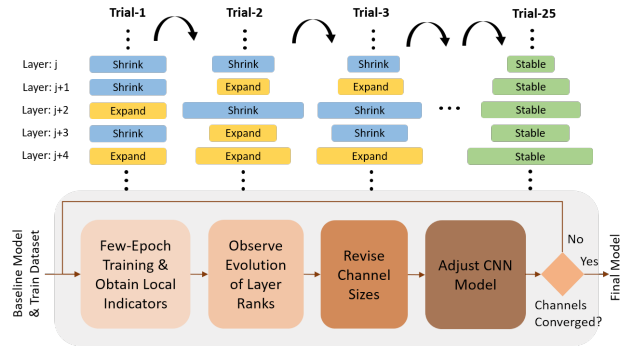 Trial-1 Trial-2 Trial-3 Trial-25
Layer: j Shrink Shrink Shrink Stable
Layer: j+1 Shrink Expand Expand Stable
Layer: j+2 Expand Shrink Shrink Stable
Layer: j+3 Shrink Expand Shrink Stable
Layer: j+4 Expand Expand Expand Stable
Baseline Model
& Train Dataset
Few-Epoch
Training &
Obtain Local
Indicators
Observe
Evolution
of Layer
Ranks
Revise
Channel
Sizes
Adjust CNN
Model
No
Yes
Channels
Converged?
Final Model